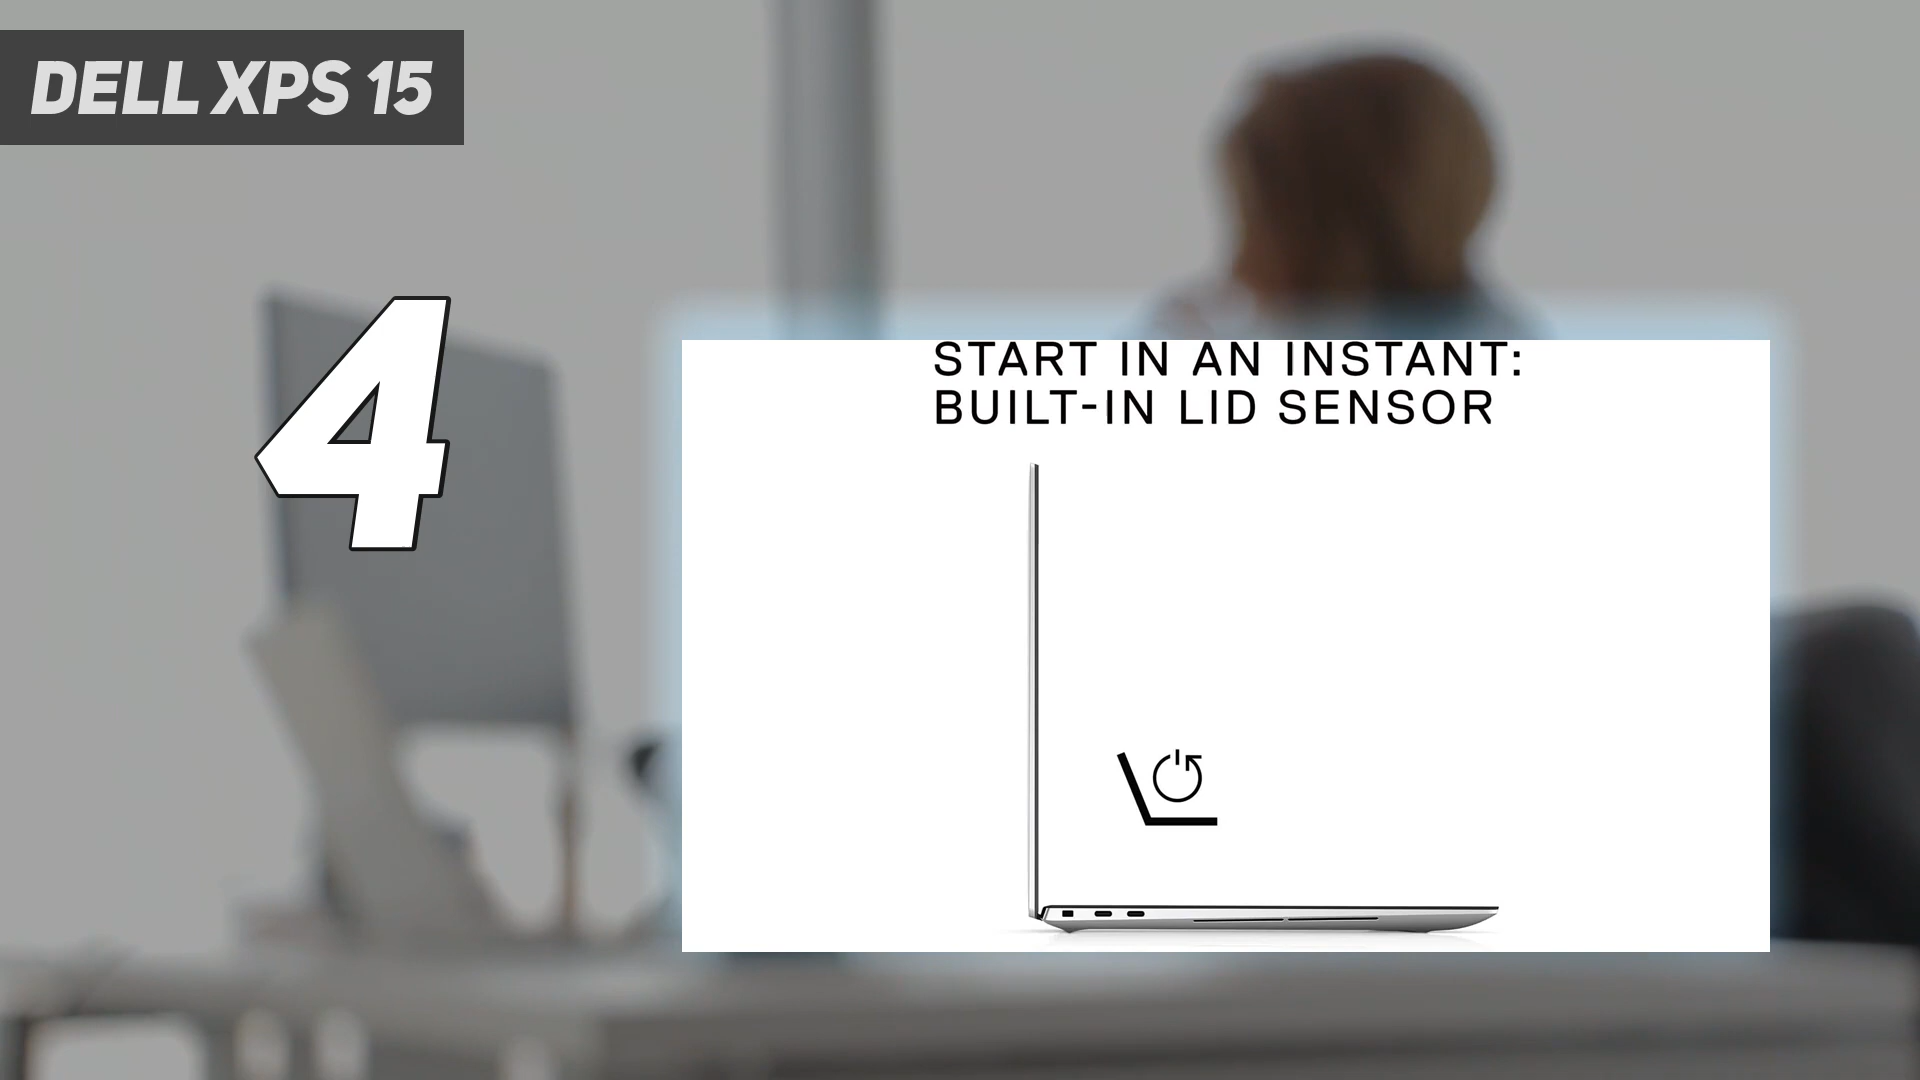 DELL XPS 15
4
START IN AN INSTANT:
BUILT-IN LID SENSOR